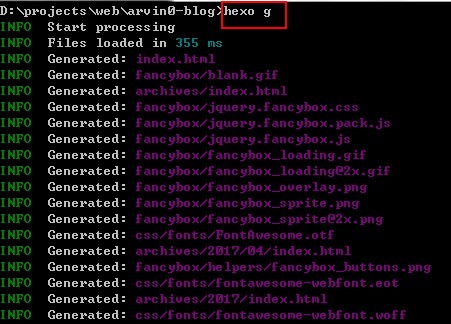 D:\projects\web\arvin0-blog>hexo g
INFO  Start processing
INFO  Files loaded in 355 ms
INFO  Generated: index.html
INFO  Generated: fancybox/blank.gif
INFO  Generated: archives/index.html
INFO  Generated: fancybox/jquery.fancybox.css
INFO  Generated: fancybox/jquery.fancybox.pack.js
INFO  Generated: fancybox/jquery.fancybox.js
INFO  Generated: fancybox/fancybox_loading.gif
INFO  Generated: fancybox/fancybox_loading@2x.gif
INFO  Generated: fancybox/fancybox_overlay.png
INFO  Generated: fancybox/fancybox_sprite.png
INFO  Generated: fancybox/fancybox_sprite@2x.png
INFO  Generated: css/fonts/FontAwesome.otf
INFO  Generated: archives/2017/04/index.html
INFO  Generated: fancybox/helpers/fancybox_buttons.png
INFO  Generated: css/fonts/fontawesome-webfont.eot
INFO  Generated: archives/2017/index.html
INFO  Generated: css/fonts/fontawesome-webfont.woff